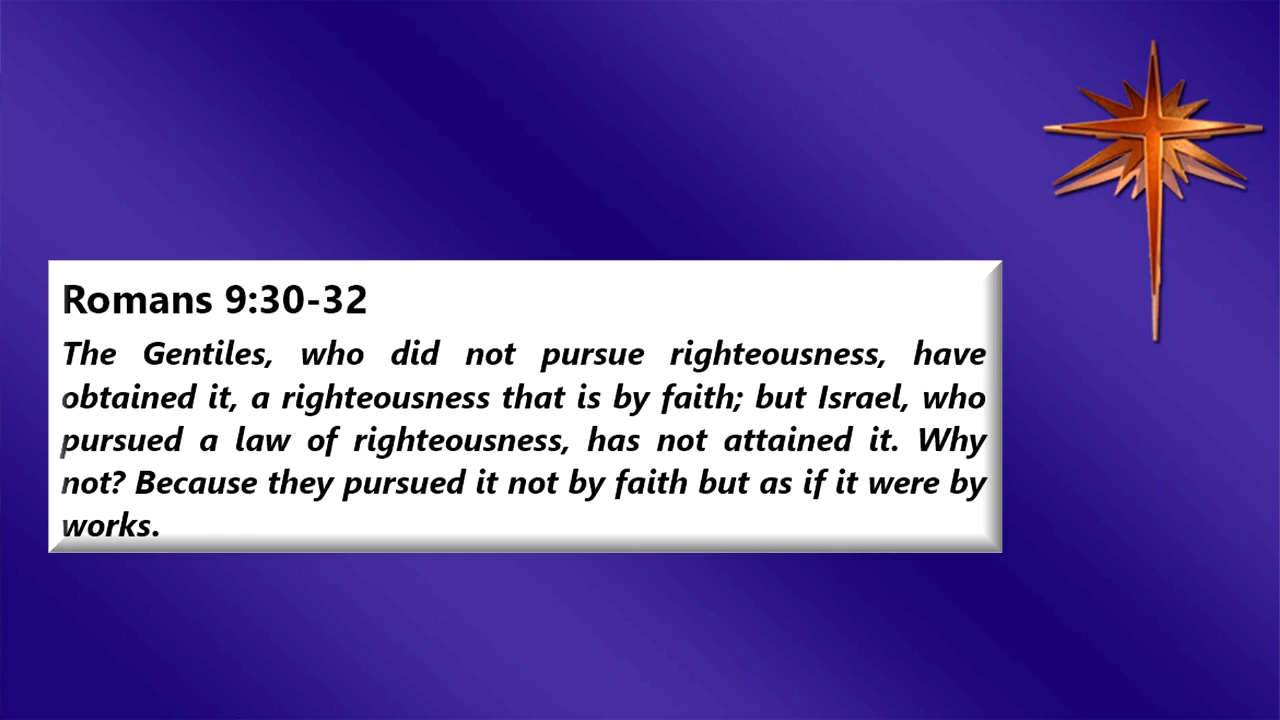 Romans 9:30-32
The Gentiles, who did not pursue righteousness, have
obtained it, a righteousness that is by faith; but Israel, who
pursued a law of righteousness, has not attained it. Why
not? Because they pursued it not by faith but as if it were by
works.